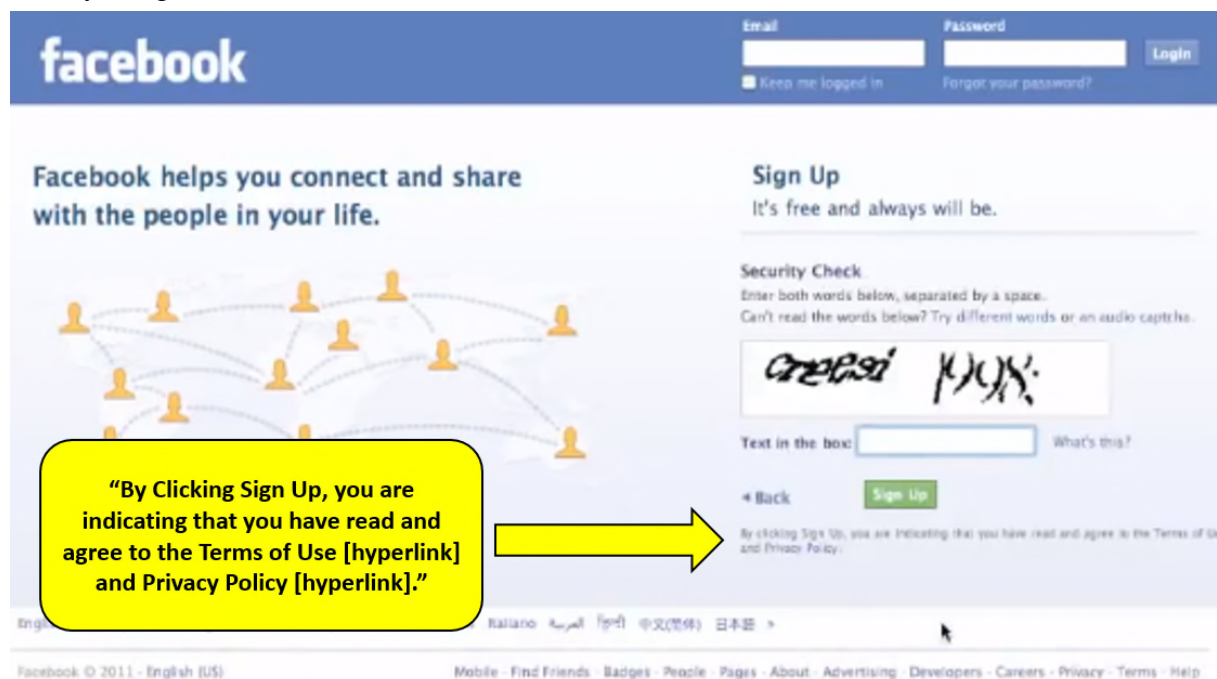 Email Password
facebook
Login
Keep me logged in Forgot your password?
Facebook helps you connect and share
with the people in your life.
Sign Up
It's free and always will be.
Security Check
Enter both words below, separated by a space.
Can't read the words below? Try different words or an audio captcha.
Text in the box: What's this?
Back Sign Up
By clicking Sign Up, you are indicating that you have read and agree to the Terms of
and Privacy Policy.
“By Clicking Sign Up, you are
indicating that you have read and
agree to the Terms of Use [hyperlink]
and Privacy Policy [hyperlink].”
Italiano العربية हिन्दी 中文(简体) 日本語 »
Facebook © 2011 · English (US) Mobile · Find Friends · Badges · People · Pages · About · Advertising · Developers · Careers · Privacy · Terms · Help